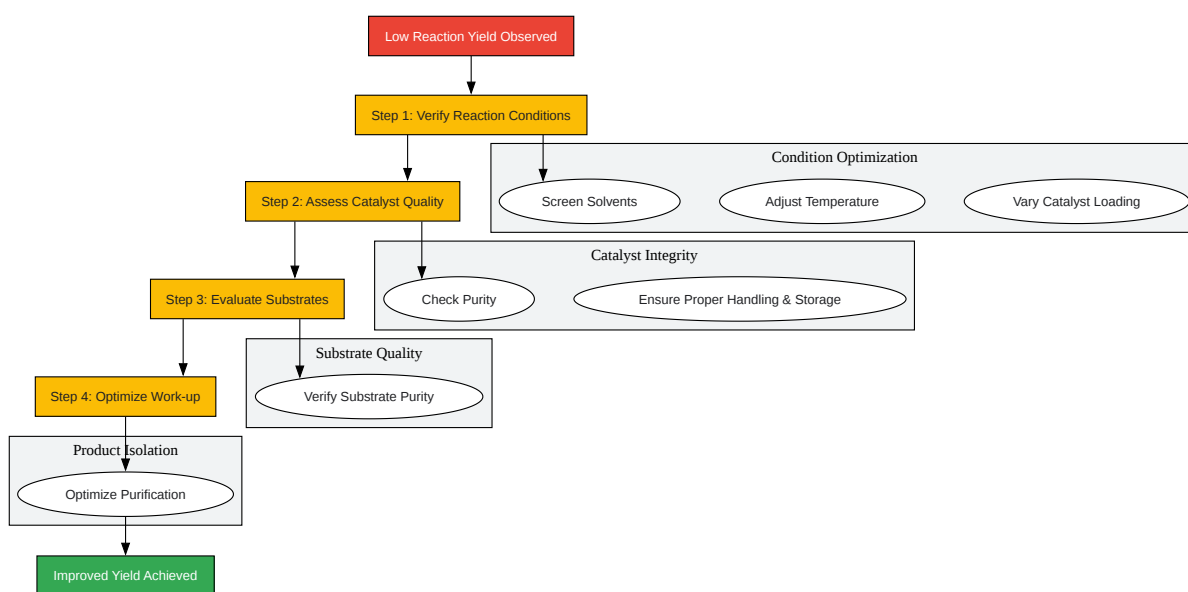 Low Reaction Yield Observed
Step 1: Verify Reaction Conditions
Condition Optimization
Step 2: Assess Catalyst Quality
Screen Solvents
Adjust Temperature
Vary Catalyst Loading
Catalyst Integrity
Step 3: Evaluate Substrates
Check Purity
Ensure Proper Handling & Storage
Substrate Quality
Step 4: Optimize Work-up
Verify Substrate Purity
Product Isolation
Optimize Purification
Improved Yield Achieved